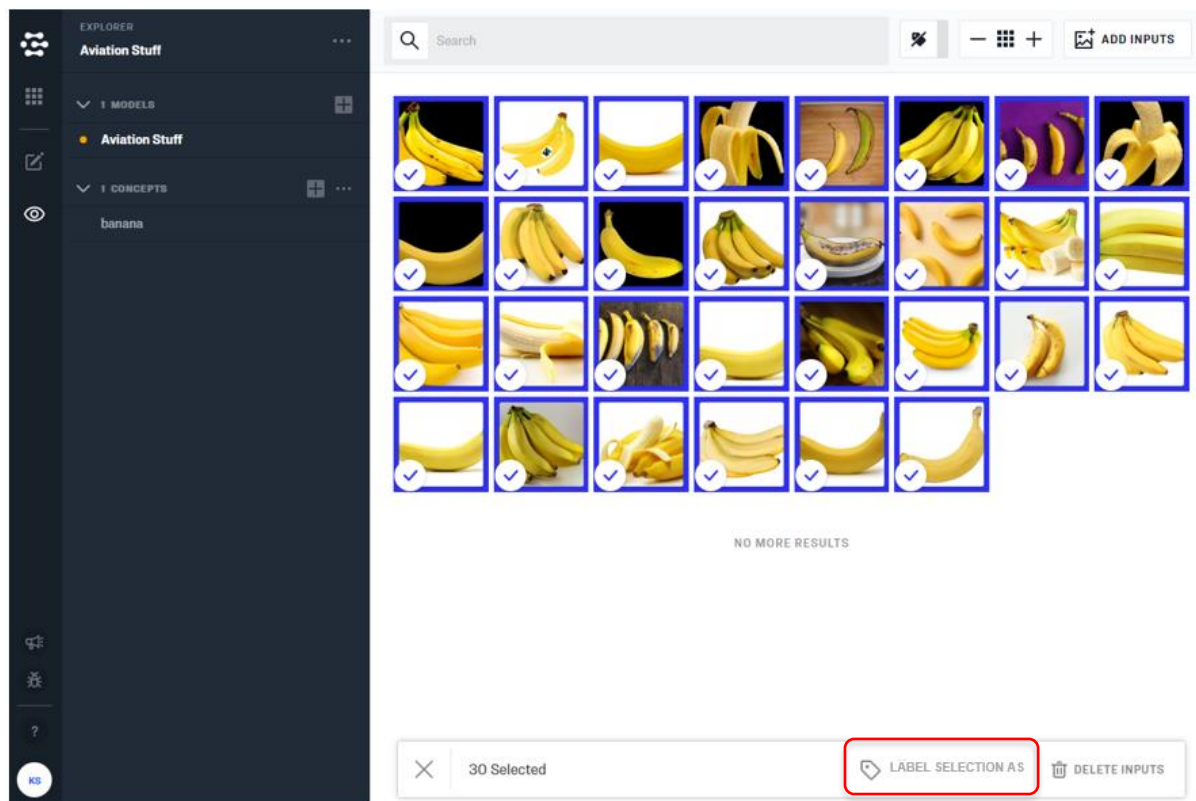 EXPLORER
Aviation Stuff
Search
ADD INPUTS
1 MODELS
Aviation Stuff
1 CONCEPTS
banana
NO MORE RESULTS
?
KS
30 Selected
LABEL SELECTION AS
DELETE INPUTS